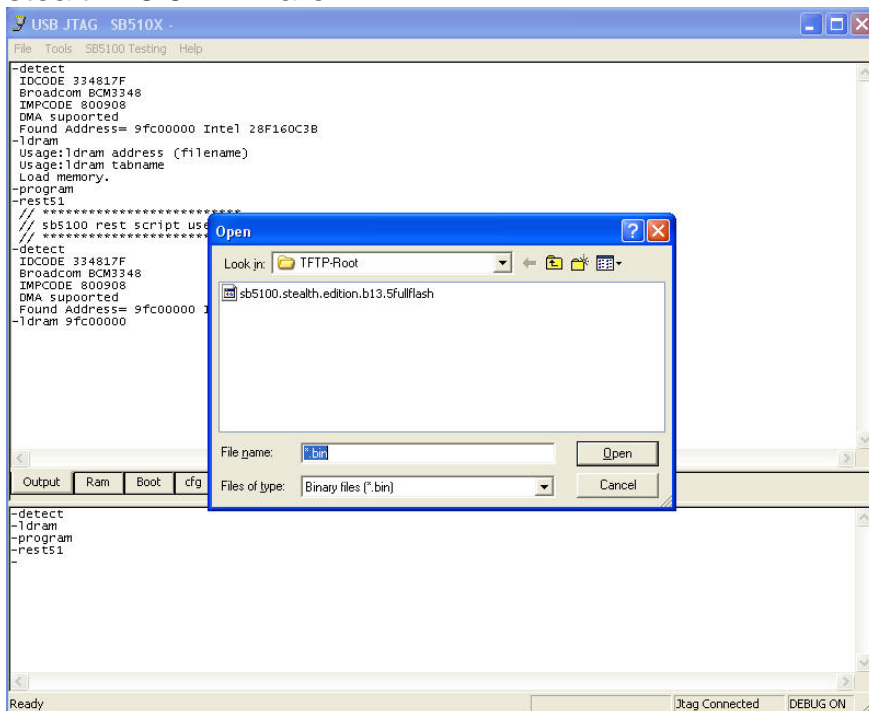 USB JTAG SB510X -
File Tools SB5100 Testing Help
-detect
IDCODE 334817F
Broadcom BCM3348
IMPCODE 800908
DMA supoorted
Found Address= 9fc00000 Intel 28F160C3B
-ldram
Usage:ldram address (filename)
Usage:ldram tabname
Load memory.
-program
-rest51
// **************************
// sb5100 rest script use
// **********************
-detect
IDCODE 334817F
Broadcom BCM3348
IMPCODE 800908
DMA supoorted
Found Address= 9fc00000 I
-ldram 9fc00000
Open
Look in: TFTP-Root
sb5100.stealth.edition.b13.5fullflash
File name: *.bin Open
Files of type: Binary files (*.bin) Cancel
Output Ram Boot cfg
-detect
-ldram
-program
-rest51
-
Ready Jtag Connected DEBUG ON